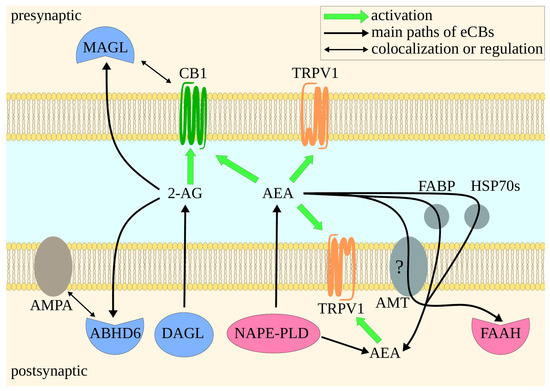 presynaptic
activation
main paths of eCBs
colocalization or regulation
MAGL
CB1
TRPV1
2-AG
AEA
FABP
HSP70s
?
AMPA
TRPV1
AMT
ABHD6
DAGL
NAPE-PLD
AEA
FAAH
postsynaptic